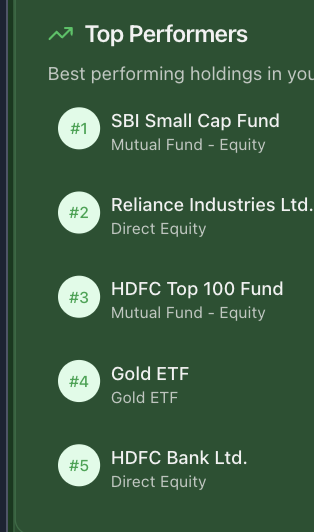 Top Performers
Best performing holdings in you
#1
SBI Small Cap Fund
Mutual Fund - Equity
#2
Reliance Industries Ltd.
Direct Equity
#3
HDFC Top 100 Fund
Mutual Fund - Equity
#4
Gold ETF
Gold ETF
#5
HDFC Bank Ltd.
Direct Equity